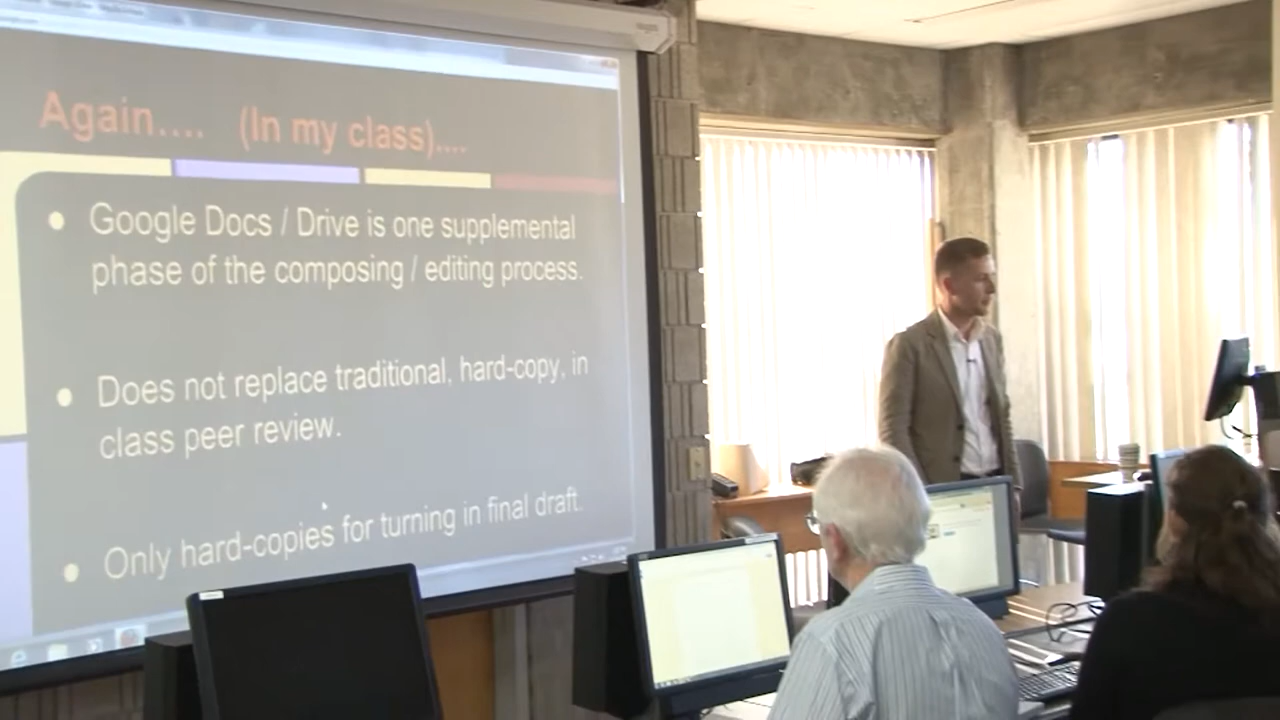 Again.... (In my class)....
Google Docs / Drive is one supplemental
phase of the composing / editing process.
Does not replace traditional, hard-copy, in
class peer review.
Only hard-copies for turning in final draft.